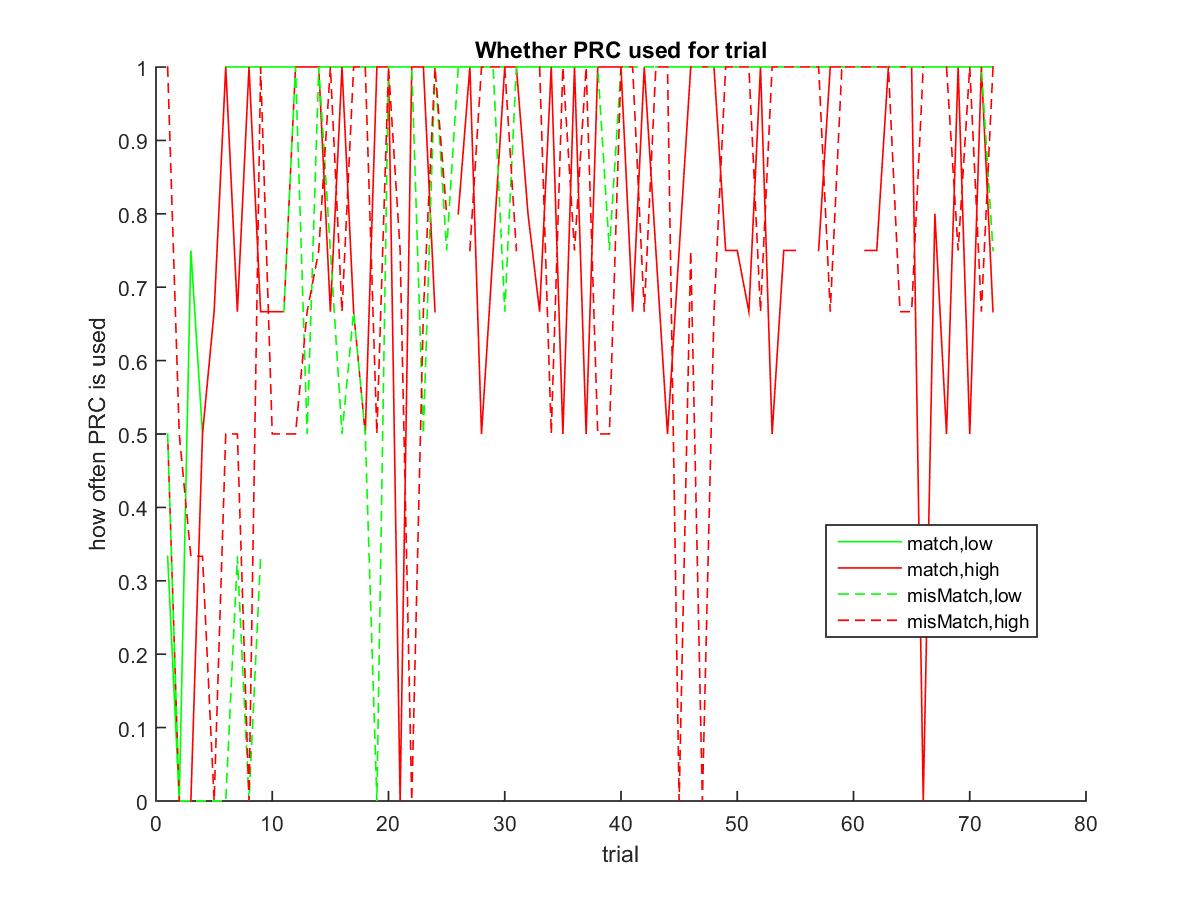 Whether PRC used for trial
how often PRC is used
1
0.9
0.8
0.7
0.6
0.5
0.4
0.3
0.2
0.1
0
match,low
match,high
misMatch,low
misMatch,high
0 10 20 30 40 50 60 70 80
trial